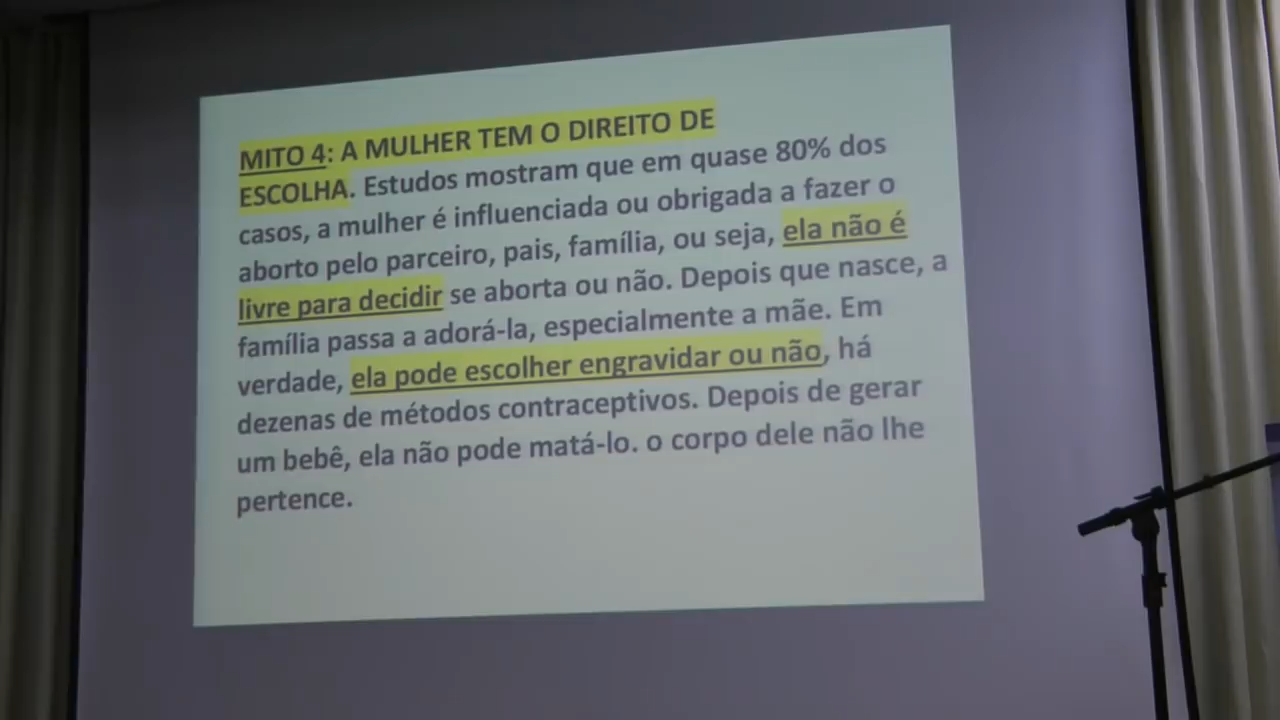 MITO 4: A MULHER TEM O DIREITO DE
ESCOLHA. Estudos mostram que em quase 80% dos
casos, a mulher é influenciada ou obrigada a fazer o
aborto pelo parceiro, pais, família, ou seja, ela não é
livre para decidir se aborta ou não. Depois que nasce, a
família passa a adorá-la, especialmente a mãe. Em
verdade, ela pode escolher engravidar ou não, há
dezenas de métodos contraceptivos. Depois de gerar
um bebê, ela não pode matá-lo. o corpo dele não lhe
pertence.